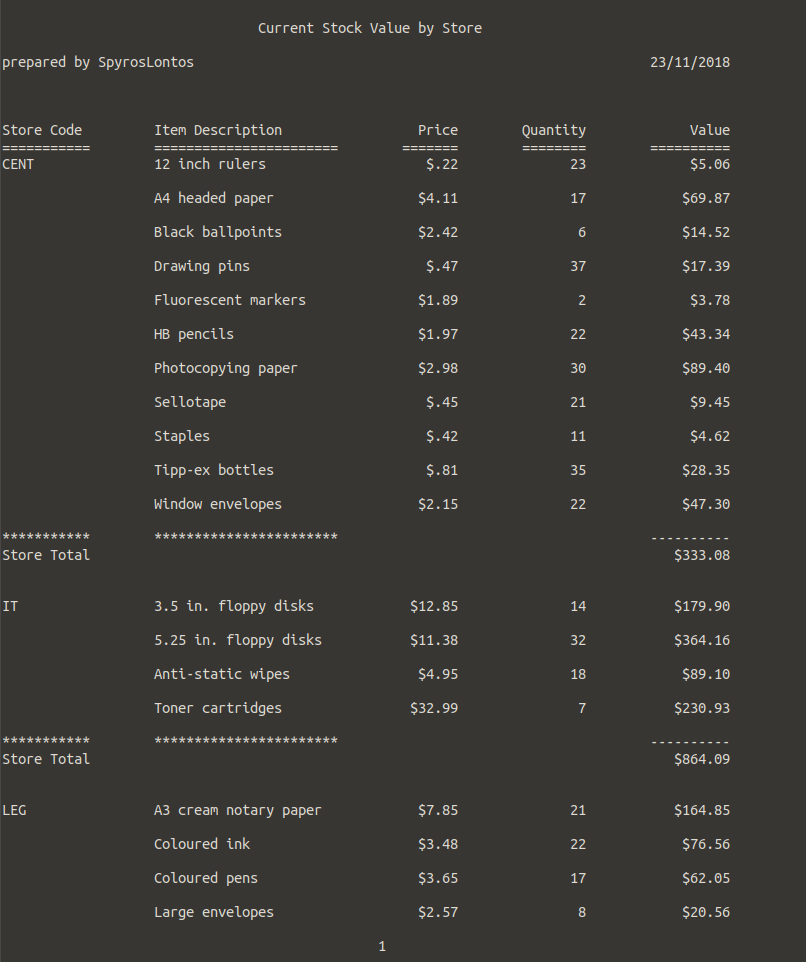 Current Stock Value by Store
prepared by SpyrosLontos 23/11/2018
Store Code Item Description Price Quantity Value
=========== ======================= ======= ======== ==========
CENT 12 inch rulers $.22 23 $5.06
A4 headed paper $4.11 17 $69.87
Black ballpoints $2.42 6 $14.52
Drawing pins $.47 37 $17.39
Fluorescent markers $1.89 2 $3.78
HB pencils $1.97 22 $43.34
Photocopying paper $2.98 30 $89.40
Sellotape $.45 21 $9.45
Staples $.42 11 $4.62
Tipp-ex bottles $.81 35 $28.35
Window envelopes $2.15 22 $47.30
*********** *********************** ----------
Store Total $333.08
IT 3.5 in. floppy disks $12.85 14 $179.90
5.25 in. floppy disks $11.38 32 $364.16
Anti-static wipes $4.95 18 $89.10
Toner cartridges $32.99 7 $230.93
*********** *********************** ----------
Store Total $864.09
LEG A3 cream notary paper $7.85 21 $164.85
Coloured ink $3.48 22 $76.56
Coloured pens $3.65 17 $62.05
Large envelopes $2.57 8 $20.56
1